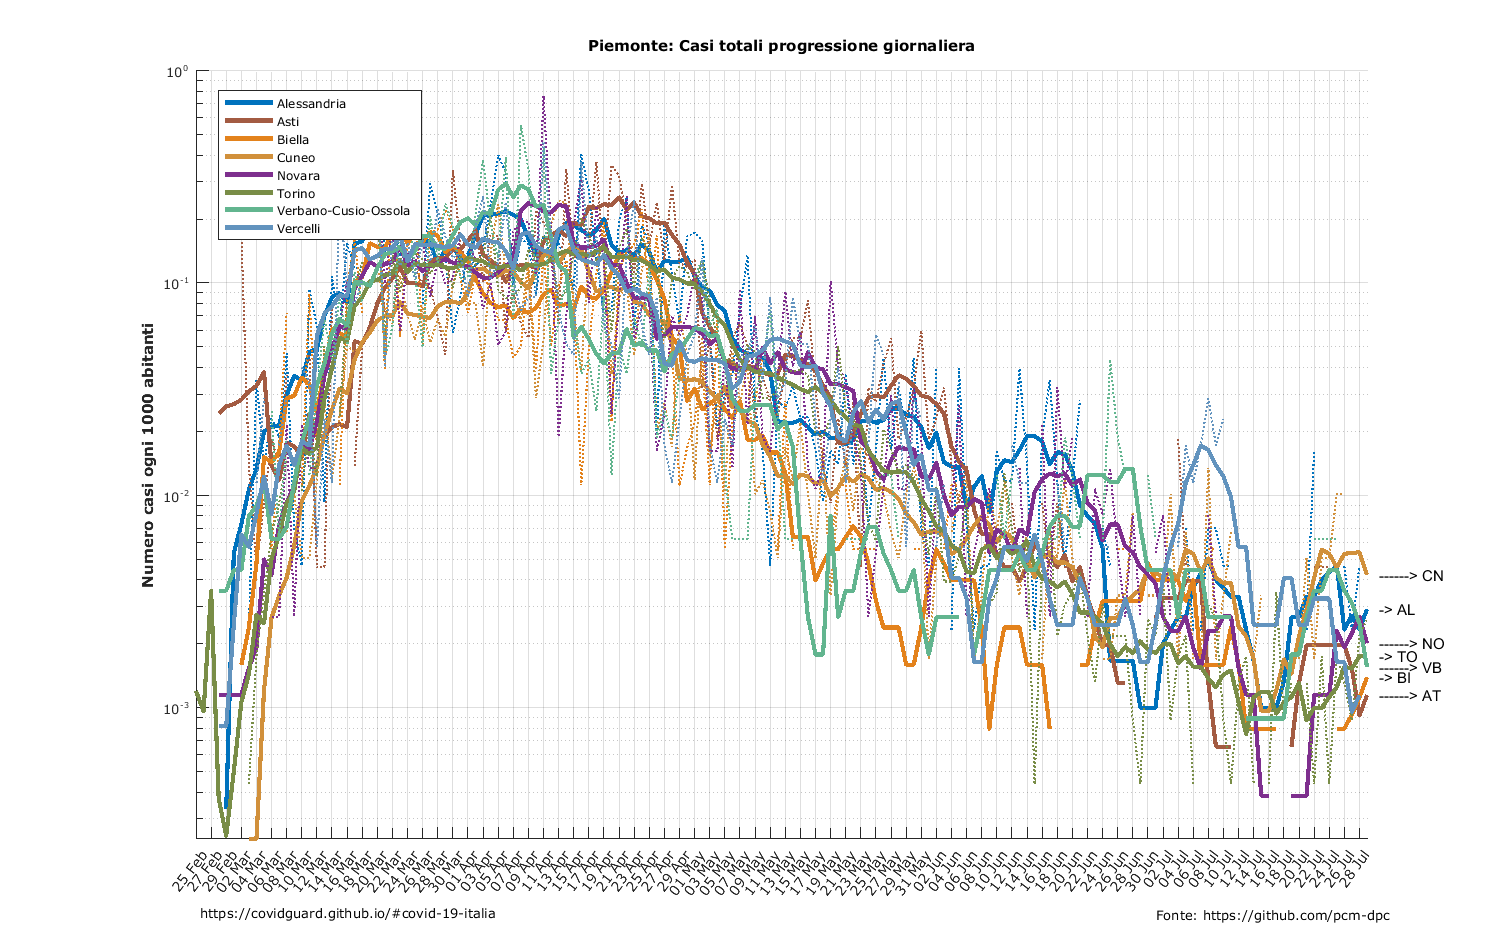 Piemonte: Casi totali progressione giornaliera
10⁰
10⁻¹
10⁻²
10⁻³
Numero casi ogni 1000 abitanti
Alessandria
Asti
Biella
Cuneo
Novara
Torino
Verbano-Cusio-Ossola
Vercelli
------> CN
-> AL
------> NO
-> TO
------> VB
-> BI
------> AT
25 Feb
27 Feb
29 Feb
02 Mar
04 Mar
06 Mar
08 Mar
10 Mar
12 Mar
14 Mar
16 Mar
18 Mar
20 Mar
22 Mar
24 Mar
26 Mar
28 Mar
30 Mar
01 Apr
03 Apr
05 Apr
07 Apr
09 Apr
11 Apr
13 Apr
15 Apr
17 Apr
19 Apr
21 Apr
23 Apr
25 Apr
27 Apr
29 Apr
01 May
03 May
05 May
07 May
09 May
11 May
13 May
15 May
17 May
19 May
21 May
23 May
25 May
27 May
29 May
31 May
02 Jun
04 Jun
06 Jun
08 Jun
10 Jun
12 Jun
14 Jun
16 Jun
18 Jun
20 Jun
22 Jun
24 Jun
26 Jun
28 Jun
30 Jun
02 Jul
04 Jul
06 Jul
08 Jul
10 Jul
12 Jul
14 Jul
16 Jul
18 Jul
20 Jul
22 Jul
24 Jul
26 Jul
28 Jul
https://covidguard.github.io/#covid-19-italia
Fonte: https://github.com/pcm-dpc